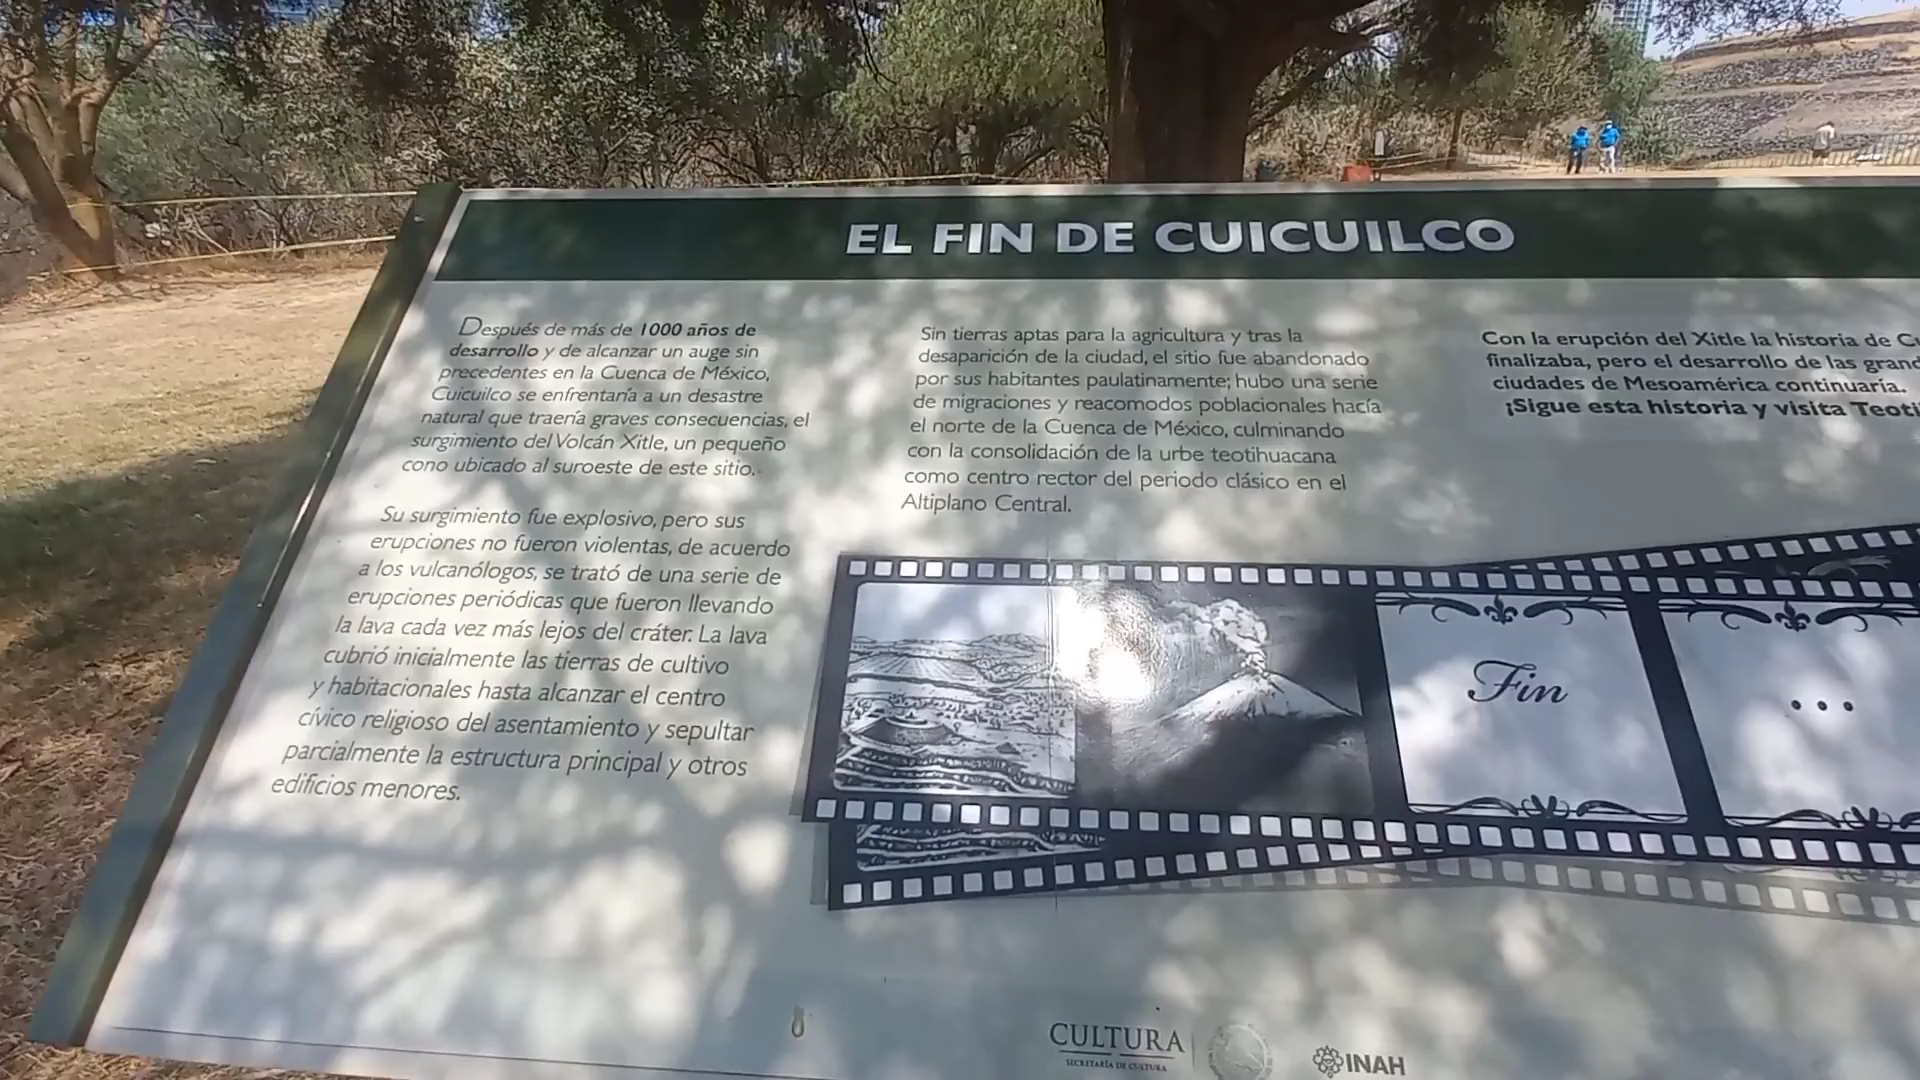 EL FIN DE CUICUILCO
Después de más de 1000 años de
desarrollo y de alcanzar un auge sin
precedentes en la Cuenca de México,
Cuicuilco se enfrentaría a un desastre
natural que traería graves consecuencias, el
surgimiento del Volcán Xitle, un pequeño
cono ubicado al suroeste de este sitio.
Su surgimiento fue explosivo, pero sus
erupciones no fueron violentas, de acuerdo
a los vulcanólogos, se trató de una serie de
erupciones periódicas que fueron llevando
la lava cada vez más lejos del cráter. La lava
cubrió inicialmente las tierras de cultivo
y habitacionales hasta alcanzar el centro
cívico religioso del asentamiento y sepultar
parcialmente la estructura principal y otros
edificios menores.
Sin tierras aptas para la agricultura y tras la
desaparición de la ciudad, el sitio fue abandonado
por sus habitantes paulatinamente; hubo una serie
de migraciones y reacomodos poblacionales hacía
el norte de la Cuenca de México, culminando
con la consolidación de la urbe teotihuacana
como centro rector del periodo clásico en el
Altiplano Central.
Con la erupción del Xitle la historia de
finalizaba, pero el desarrollo de las
ciudades de Mesoamérica continuaría.
¡Sigue esta historia y visita
Fin
...
CULTURA
SECRETARÍA DE CULTURA
INAH